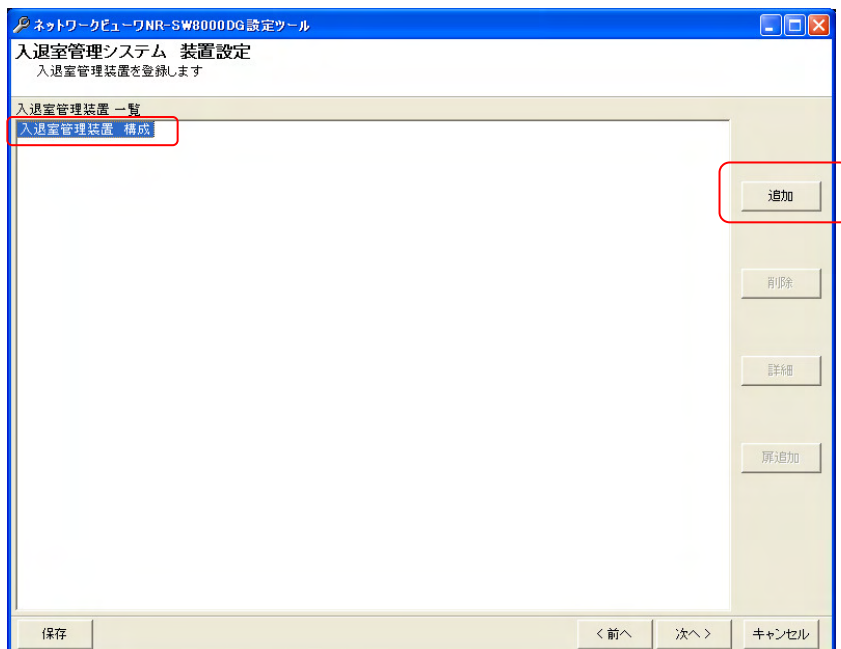 ネットワークビューワNR-SW8000DG設定ツール
入退室管理システム 装置設定
入退室管理装置を登録します
入退室管理装置 一覧
入退室管理装置 構成
追加
削除
詳細
扉追加
保存
< 前へ
次へ >
キャンセル